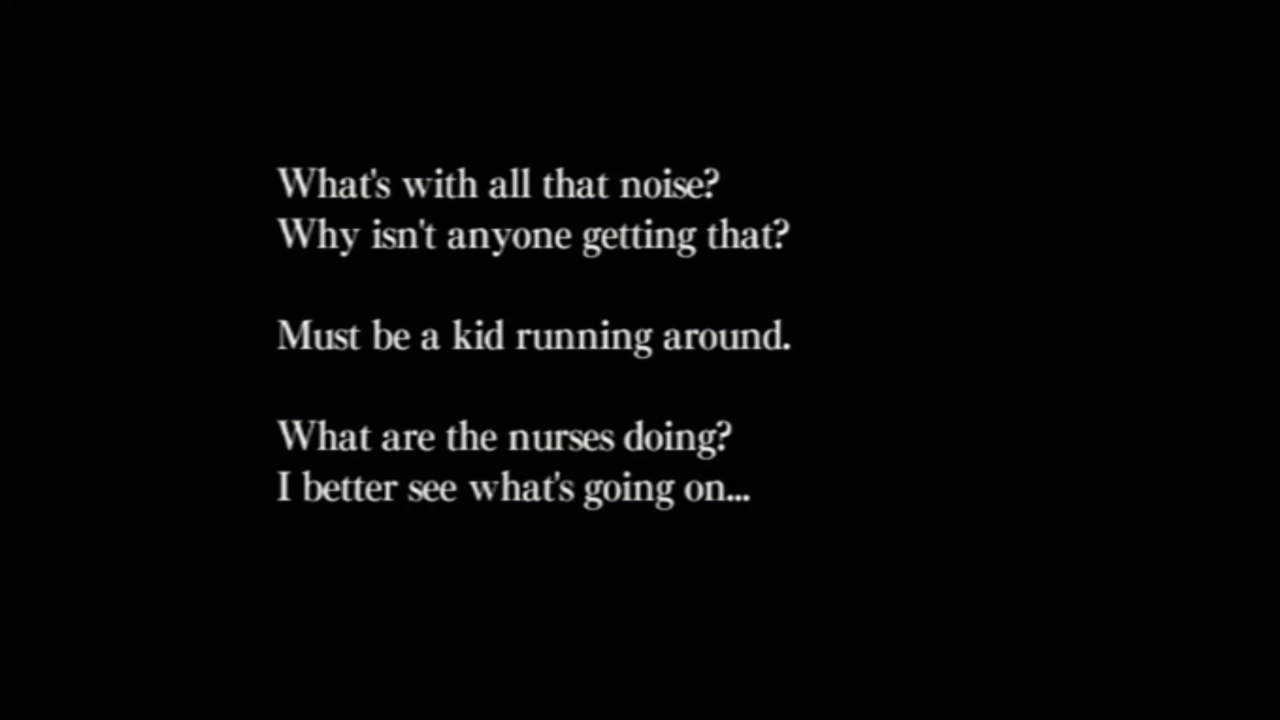 What's with all that noise?
Why isn't anyone getting that?
Must be a kid running around.
What are the nurses doing?
I better see what's going on...